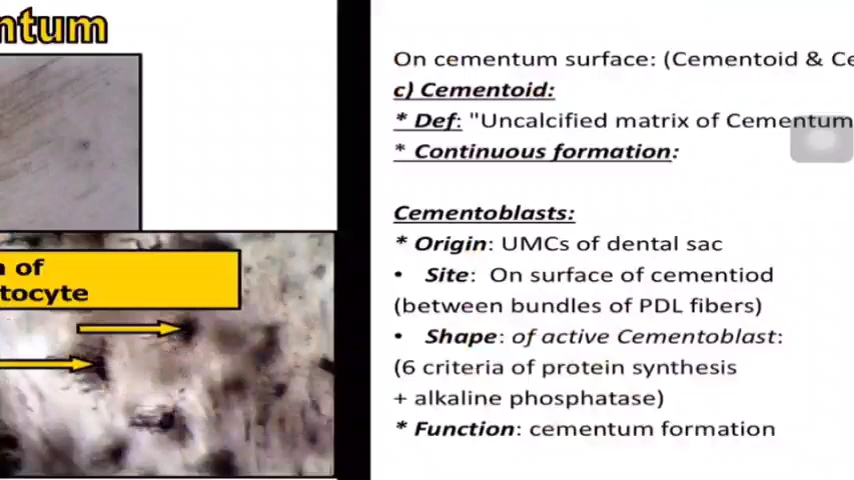 ntum
n of
tocyte
On cementum surface: (Cementoid & Ce
c) Cementoid:
* Def: "Uncalcified matrix of Cementum
* Continuous formation:
Cementoblasts:
* Origin: UMCs of dental sac
• Site: On surface of cementiod
(between bundles of PDL fibers)
• Shape: of active Cementoblast:
(6 criteria of protein synthesis
+ alkaline phosphatase)
* Function: cementum formation